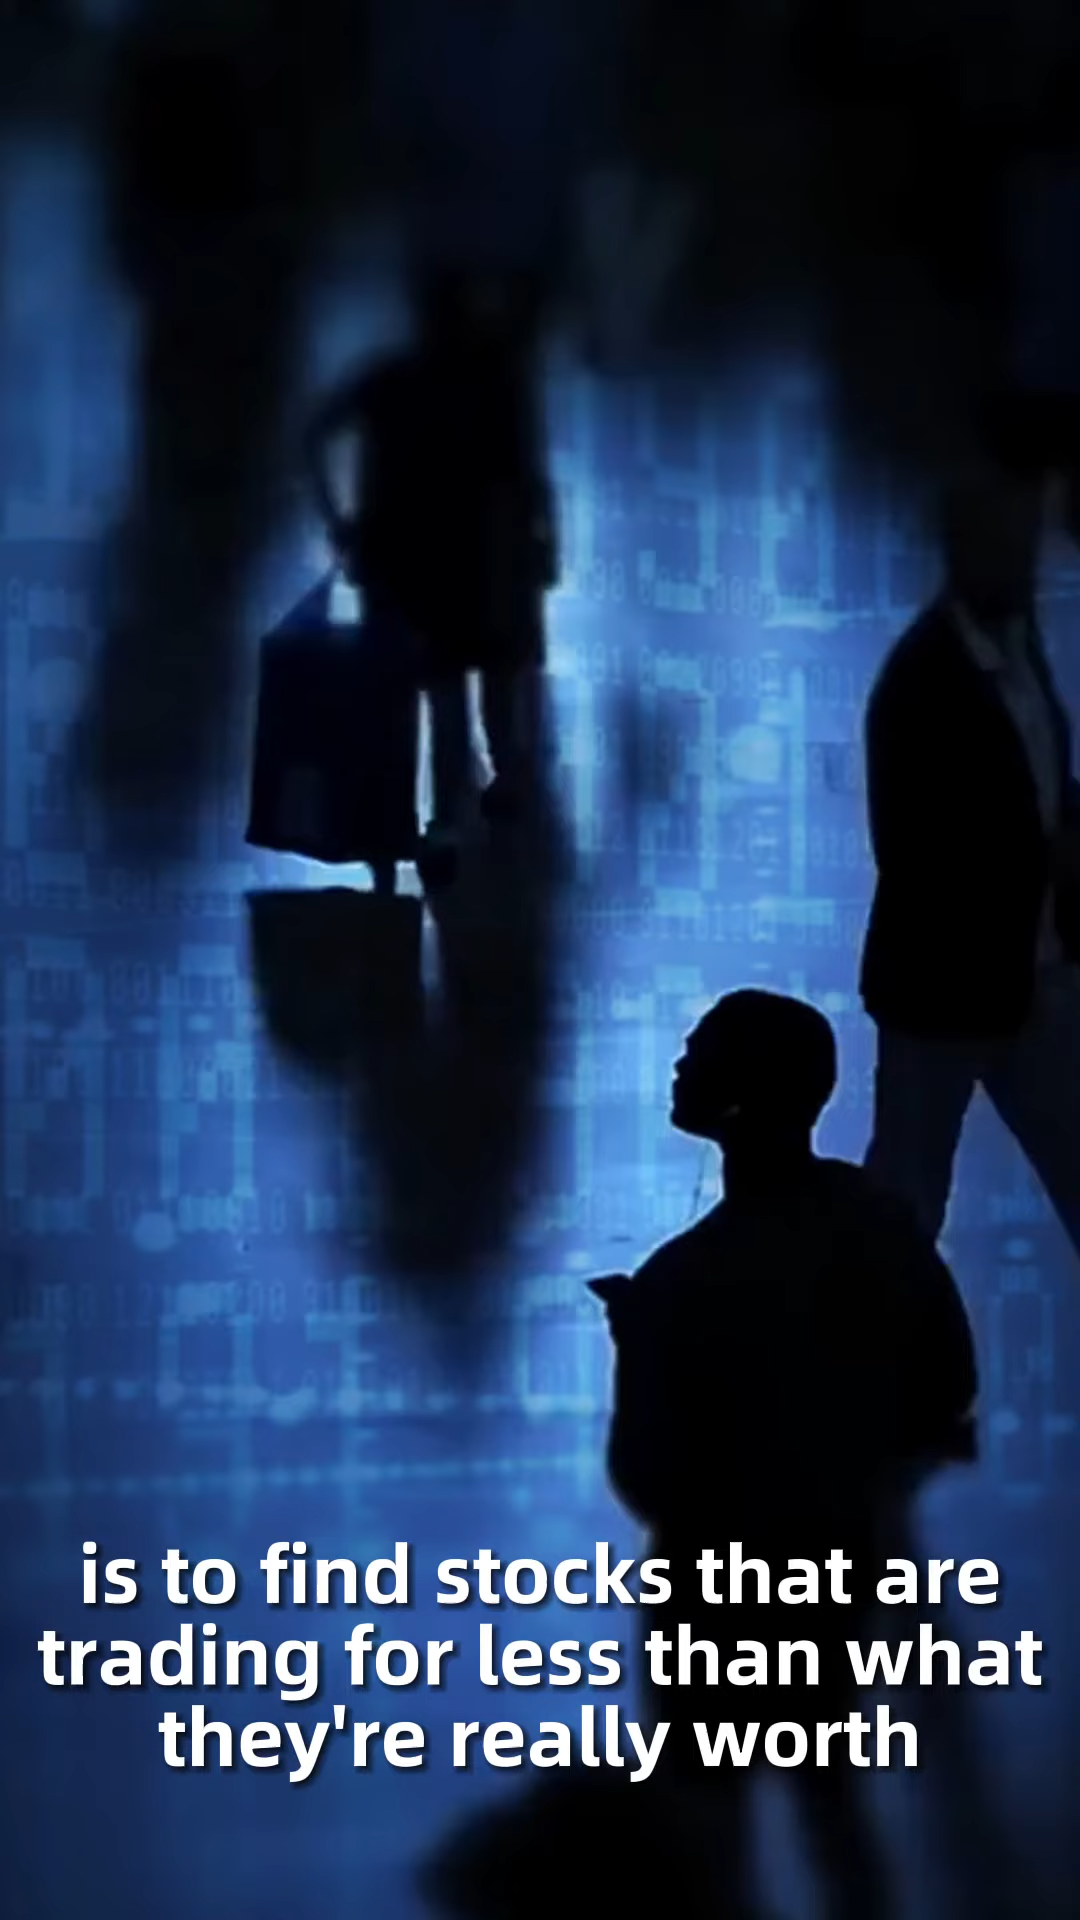 is to find stocks that are
trading for less than what
they're really worth